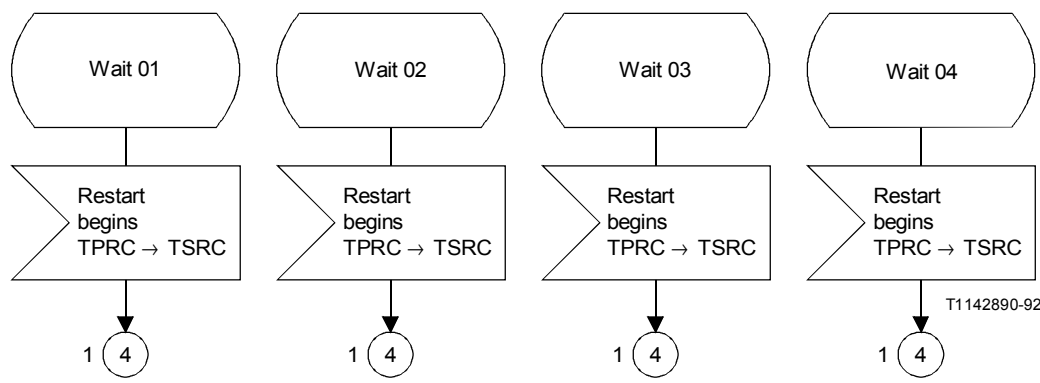 Wait 01
Wait 02
Wait 03
Wait 04
Restart
begins
TPRC → TSRC
Restart
begins
TPRC → TSRC
Restart
begins
TPRC → TSRC
Restart
begins
TPRC → TSRC
T1142890-92
1 4
1 4
1 4
1 4